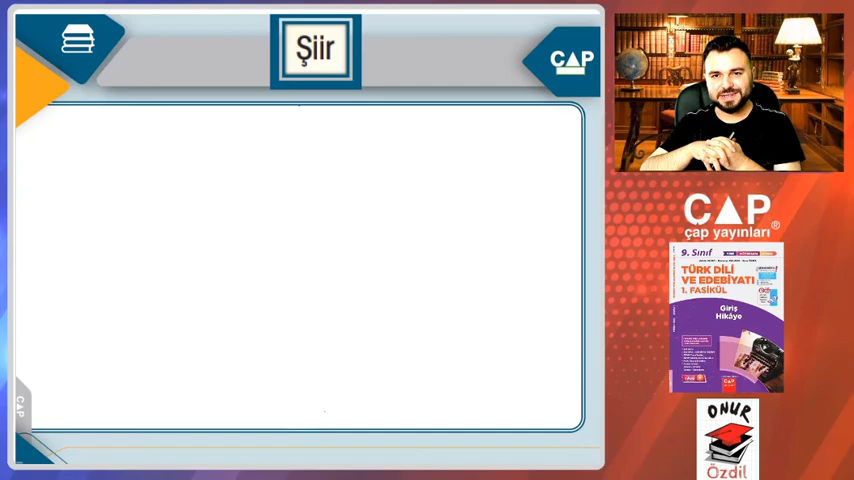 Şiir
ÇAP
ÇAP
çap yayınları®
9. Sınıf
TÜRK DİLİ
VE EDEBİYATI
1. FASİKÜL
Giriş
Hikâye
ÇAP
ONUR
Özdil